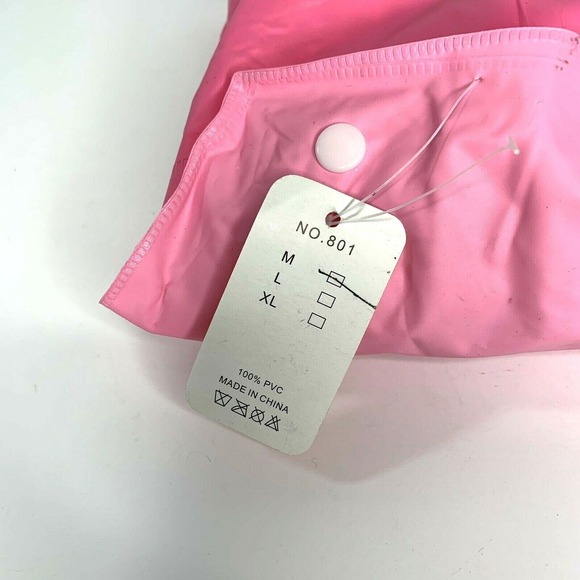 NO.801
M
L
XL
100% PVC
MADE IN CHINA